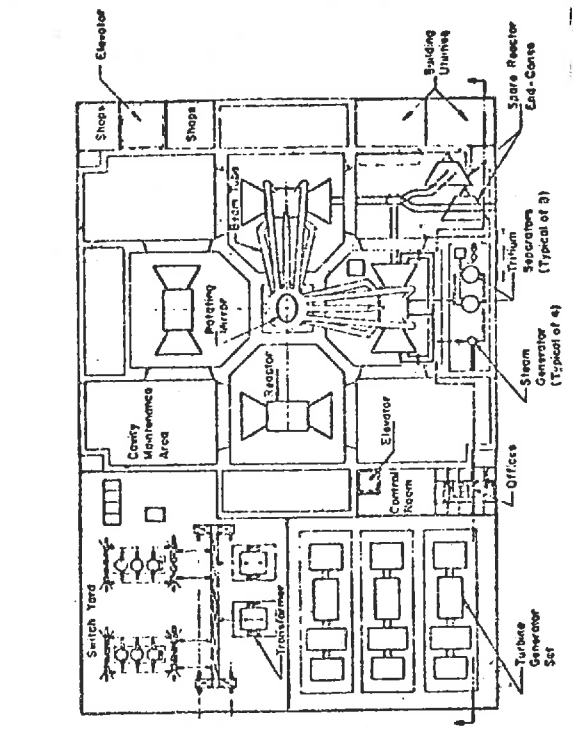 Elevator
Shops
Shops
Building
Utilities
Spare Reactor
End-Cones
Beam Tube
Rotating
Mirror
Tritium
Separators
(Typical of 3)
Steam
Generator
(Typical of 4)
Reactor
Cavity
Maintenance
Area
Elevator
Control
Room
Offices
Switch Yard
Transformer
Turbine
Generator
Set